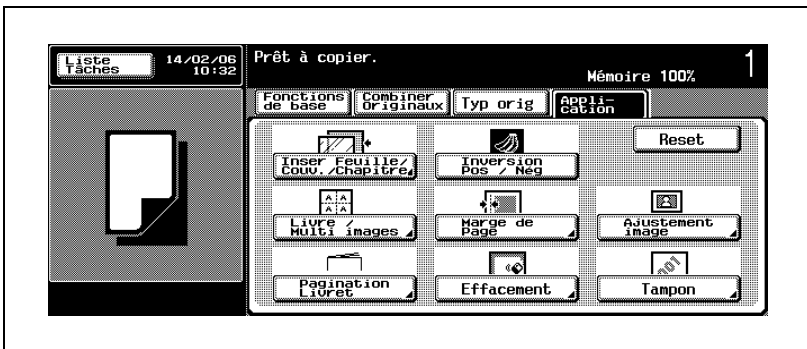 Liste
Tâches
14/02/06
10:32
Prêt à copier.
Mémoire 100%
1
Fonctions
de base
Combiner
Originaux
Typ orig
Appli-
cation
Reset
Inser Feuille/
Couv./Chapitre
Inversion
Pos / Nég
A A
A A
Livre /
Multi images
Marge de
Page
Ajustement
image
001
Pagination
Livret
Effacement
Tampon